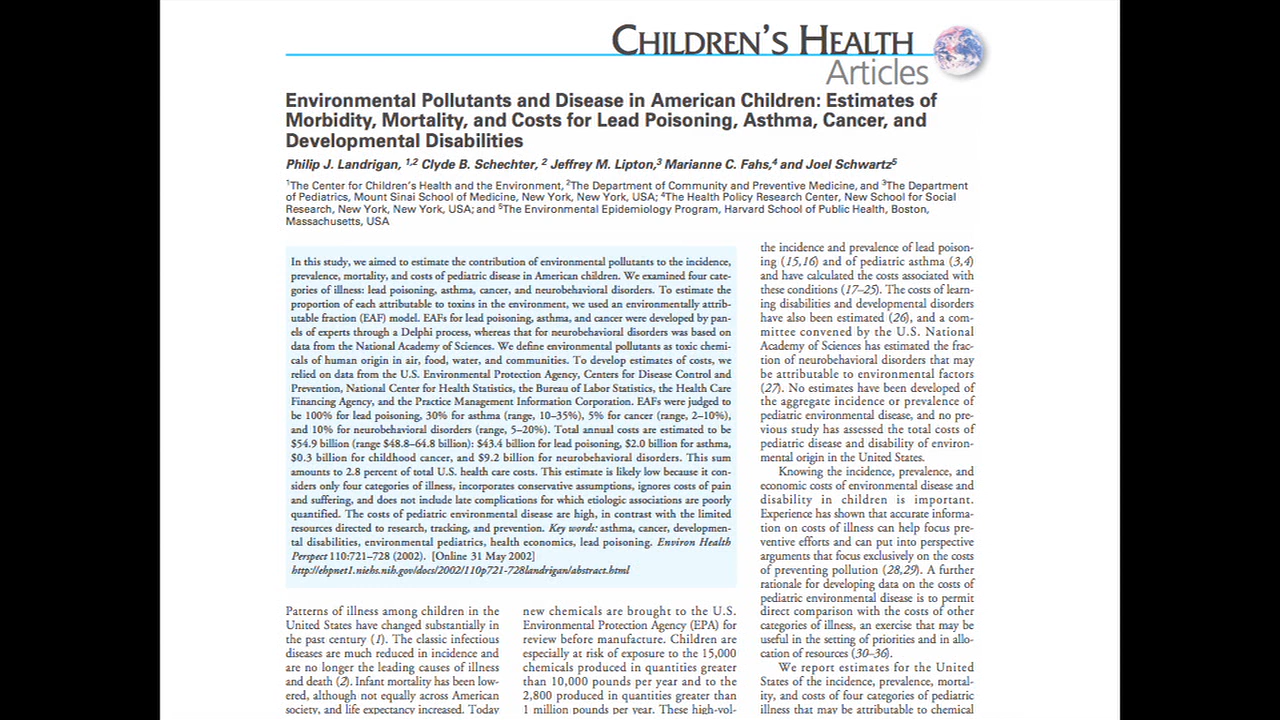 CHILDREN'S HEALTH
Articles
Environmental Pollutants and Disease in American Children: Estimates of
Morbidity, Mortality, and Costs for Lead Poisoning, Asthma, Cancer, and
Developmental Disabilities
Philip J. Landrigan, 1,2 Clyde B. Schechter, 2 Jeffrey M. Lipton,3 Marianne C. Fahs,4 and Joel Schwartz5
1The Center for Children's Health and the Environment, 2The Department of Community and Preventive Medicine, and 3The Department
of Pediatrics, Mount Sinai School of Medicine, New York, New York, USA; 4The Health Policy Research Center, New School for Social
Research, New York, New York, USA; and 5The Environmental Epidemiology Program, Harvard School of Public Health, Boston,
Massachusetts, USA
In this study, we aimed to estimate the contribution of environmental pollutants to the incidence,
prevalence, mortality, and costs of pediatric disease in American children. We examined four cate-
gories of illness: lead poisoning, asthma, cancer, and neurobehavioral disorders. To estimate the
proportion of each attributable to toxins in the environment, we used an environmentally attrib-
utable fraction (EAF) model. EAFs for lead poisoning, asthma, and cancer were developed by pan-
els of experts through a Delphi process, whereas that for neurobehavioral disorders was based on
data from the National Academy of Sciences. We define environmental pollutants as toxic chemi-
cals of human origin in air, food, water, and communities. To develop estimates of costs, we
relied on data from the U.S. Environmental Protection Agency, Centers for Disease Control and
Prevention, National Center for Health Statistics, the Bureau of Labor Statistics, the Health Care
Financing Agency, and the Practice Management Information Corporation. EAFs were judged to
be 100% for lead poisoning, 30% for asthma (range, 10–35%), 5% for cancer (range, 2–10%),
and 10% for neurobehavioral disorders (range, 5–20%). Total annual costs are estimated to be
$54.9 billion (range $48.8–64.8 billion): $43.4 billion for lead poisoning, $2.0 billion for asthma,
$0.3 billion for childhood cancer, and $9.2 billion for neurobehavioral disorders. This sum
amounts to 2.8 percent of total U.S. health care costs. This estimate is likely low because it con-
siders only four categories of illness, incorporates conservative assumptions, ignores costs of pain
and suffering, and does not include late complications for which etiologic associations are poorly
quantified. The costs of pediatric environmental disease are high, in contrast with the limited
resources directed to research, tracking, and prevention. Key words: asthma, cancer, developmen-
tal disabilities, environmental pediatrics, health economics, lead poisoning. Environ Health
Perspect 110:721–728 (2002). [Online 31 May 2002]
http://ehpnet1.niehs.nih.gov/docs/2002/110p721-728landrigan/abstract.html
Patterns of illness among children in the
United States have changed substantially in
the past century (1). The classic infectious
diseases are much reduced in incidence and
are no longer the leading causes of illness
and death (2). Infant mortality has been low-
ered, although not equally across American
society, and life expectancy increased. Today
new chemicals are brought to the U.S.
Environmental Protection Agency (EPA) for
review before manufacture. Children are
especially at risk of exposure to the 15,000
chemicals produced in quantities greater
than 10,000 pounds per year and to the
2,800 produced in quantities greater than
1 million pounds per year. These high-vol-
the incidence and prevalence of lead poison-
ing (15,16) and of pediatric asthma (3,4)
and have calculated the costs associated with
these conditions (17–25). The costs of learn-
ing disabilities and developmental disorders
have also been estimated (26), and a com-
mittee convened by the U.S. National
Academy of Sciences has estimated the frac-
tion of neurobehavioral disorders that may
be attributable to environmental factors
(27). No estimates have been developed of
the aggregate incidence or prevalence of
pediatric environmental disease, and no pre-
vious study has assessed the total costs of
pediatric disease and disability of environ-
mental origin in the United States.
Knowing the incidence, prevalence, and
economic costs of environmental disease and
disability in children is important.
Experience has shown that accurate informa-
tion on costs of illness can help focus pre-
ventive efforts and can put into perspective
arguments that focus exclusively on the costs
of preventing pollution (28,29). A further
rationale for developing data on the costs of
pediatric environmental disease is to permit
direct comparison with the costs of other
categories of illness, an exercise that may be
useful in the setting of priorities and in allo-
cation of resources (30–36).
We report estimates for the United
States of the incidence, prevalence, mortal-
ity, and costs of four categories of pediatric
illness that may be attributable to chemical